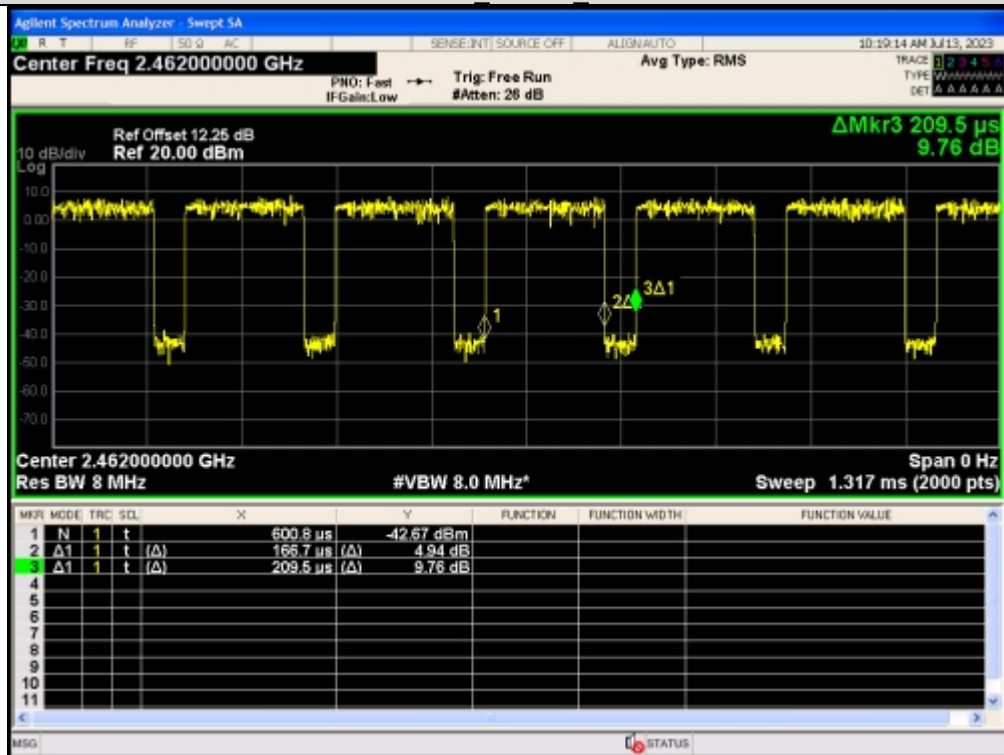 Agilent Spectrum Analyzer - Swept SA
R T RF 50 Ω AC SENSE:INT SOURCE OFF ALIGNAUTO 10:19:14 AM Jul 13, 2023
Center Freq 2.462000000 GHz
Avg Type: RMS
TRACE 1 2 3 4 5 6
PNO: Fast
Trig: Free Run
TYPE
IFGain:Low
#Atten: 26 dB
DET A A A A A A
ΔMkr3 209.5 µs
9.76 dB
Ref Offset 12.25 dB
10 dB/div Ref 20.00 dBm
Log
10.0
0.00
-10.0
-20.0
-30.0
-40.0
-50.0
-60.0
-70.0
1
2Δ
3Δ1
Center 2.462000000 GHz Span 0 Hz
Res BW 8 MHz #VBW 8.0 MHz* Sweep 1.317 ms (2000 pts)
MKR MODE TRC SCL X Y FUNCTION FUNCTION WIDTH FUNCTION VALUE
1 N 1 t 600.8 µs -42.67 dBm
2 Δ1 1 t (Δ) 166.7 µs (Δ) 4.94 dB
3 Δ1 1 t (Δ) 209.5 µs (Δ) 9.76 dB
4
5
6
7
8
9
10
11
MSG STATUS